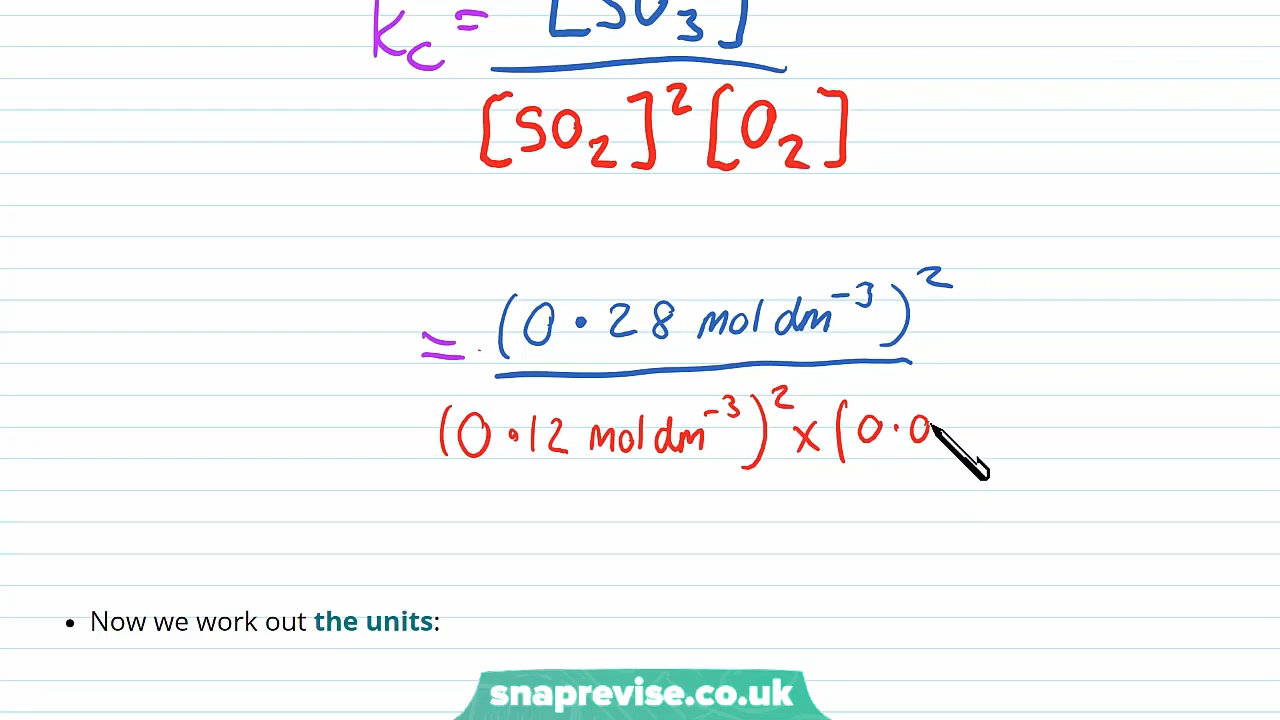 Kc = [SO₃]
[SO₂]² [O₂]
= (0·28 mol dm⁻³)²
(0·12 mol dm⁻³)² x (0·0
• Now we work out the units:
snaprevise.co.uk